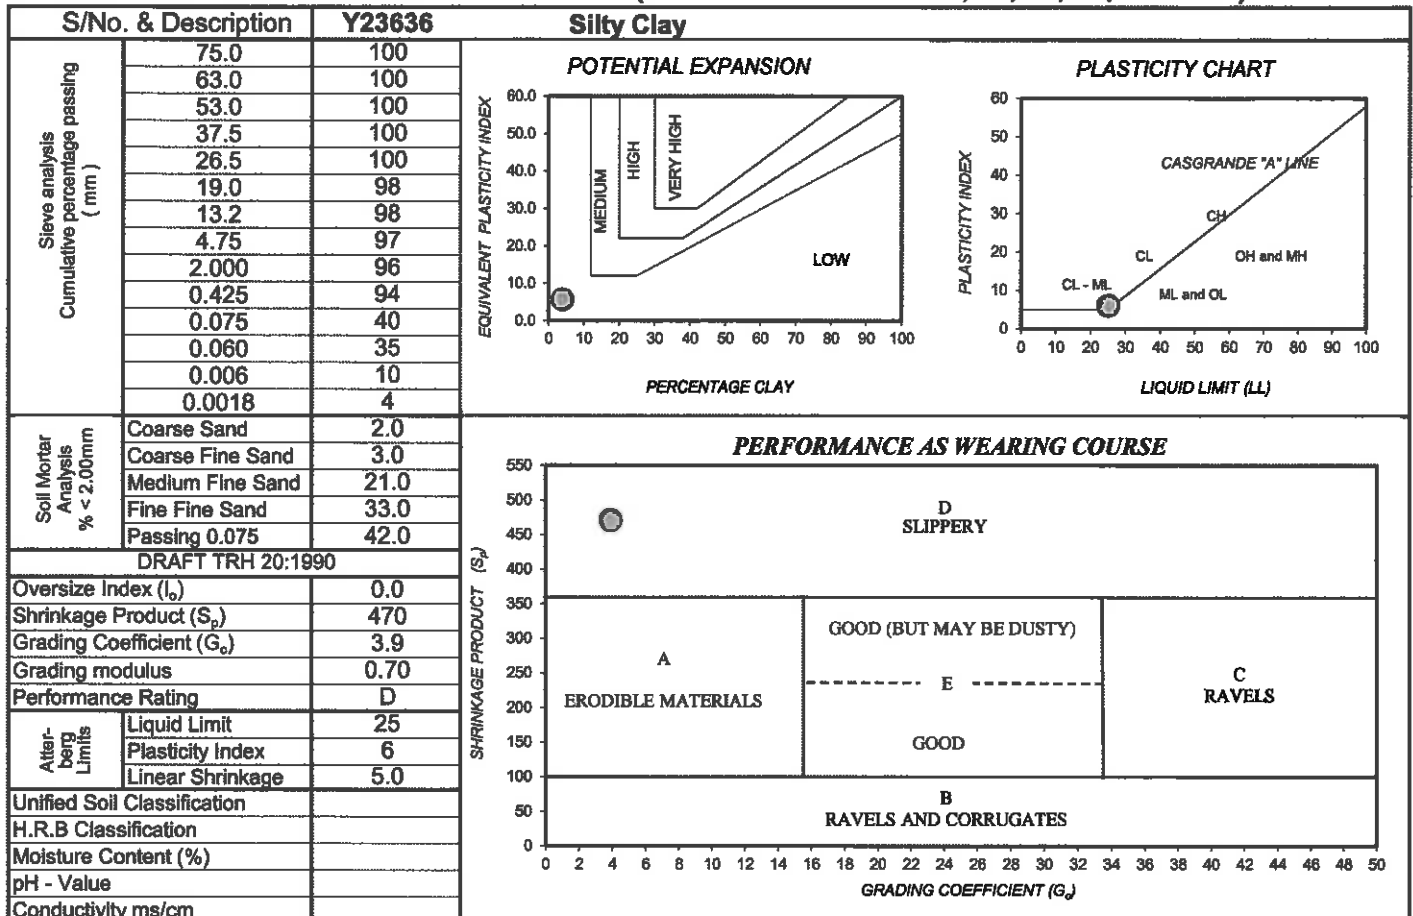 S/No. & Description Y23636 Silty Clay
Sieve analysis
Cumulative percentage passing
( mm )
75.0 100
63.0 100
53.0 100
37.5 100
26.5 100
19.0 98
13.2 98
4.75 97
2.000 96
0.425 94
0.075 40
0.060 35
0.006 10
0.0018 4
Soil Mortar
Analysis
% < 2.00mm
Coarse Sand 2.0
Coarse Fine Sand 3.0
Medium Fine Sand 21.0
Fine Fine Sand 33.0
Passing 0.075 42.0
DRAFT TRH 20:1990
Oversize Index (Iₒ) 0.0
Shrinkage Product (Sₚ) 470
Grading Coefficient (G꜀) 3.9
Grading modulus 0.70
Performance Rating D
Atter-
berg
Limits
Liquid Limit 25
Plasticity Index 6
Linear Shrinkage 5.0
Unified Soil Classification
H.R.B Classification
Moisture Content (%)
pH - Value
Conductivity ms/cm
POTENTIAL EXPANSION
EQUIVALENT PLASTICITY INDEX
60.0
50.0
40.0
30.0
20.0
10.0
0.0
MEDIUM
HIGH
VERY HIGH
LOW
0 10 20 30 40 50 60 70 80 90 100
PERCENTAGE CLAY
PLASTICITY CHART
PLASTICITY INDEX
60
50
40
30
20
10
0
CASGRANDE "A" LINE
CH
CL
OH and MH
CL - ML
ML and OL
0 10 20 30 40 50 60 70 80 90 100
LIQUID LIMIT (LL)
PERFORMANCE AS WEARING COURSE
SHRINKAGE PRODUCT (Sₚ)
550
500
450
400
350
300
250
200
150
100
50
0
D
SLIPPERY
GOOD (BUT MAY BE DUSTY)
A
ERODIBLE MATERIALS
E
GOOD
C
RAVELS
B
RAVELS AND CORRUGATES
0 2 4 6 8 10 12 14 16 18 20 22 24 26 28 30 32 34 36 38 40 42 44 46 48 50
GRADING COEFFICIENT (G꜀)